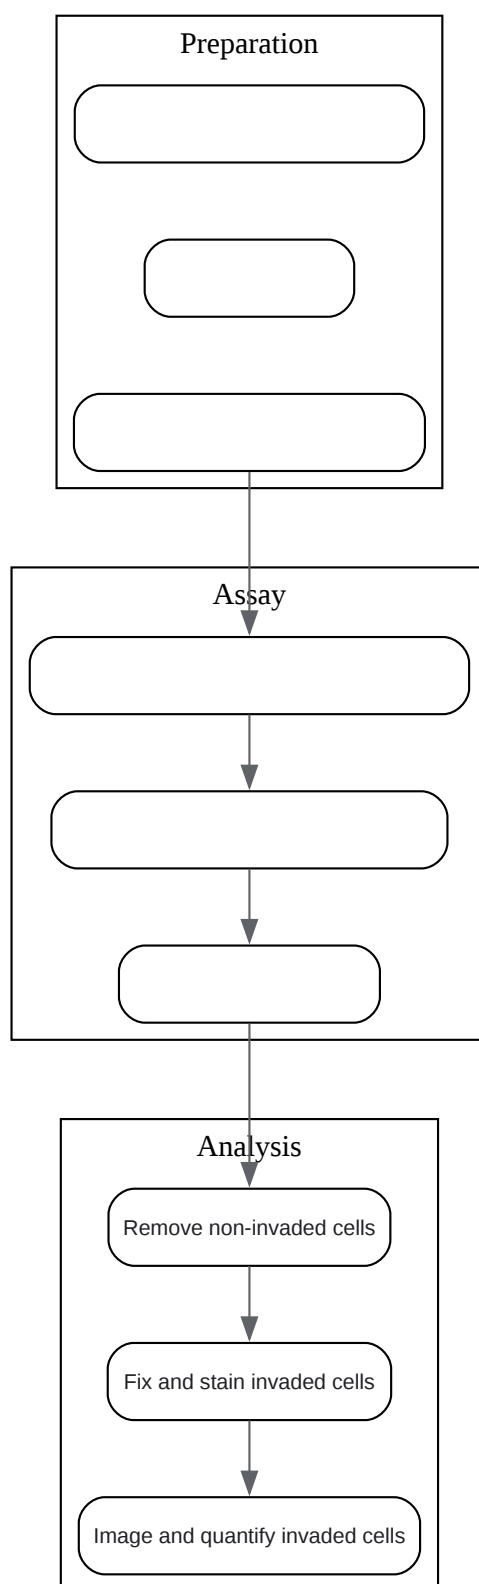 Preparation
Assay
Analysis
Remove non-invaded cells
Fix and stain invaded cells
Image and quantify invaded cells